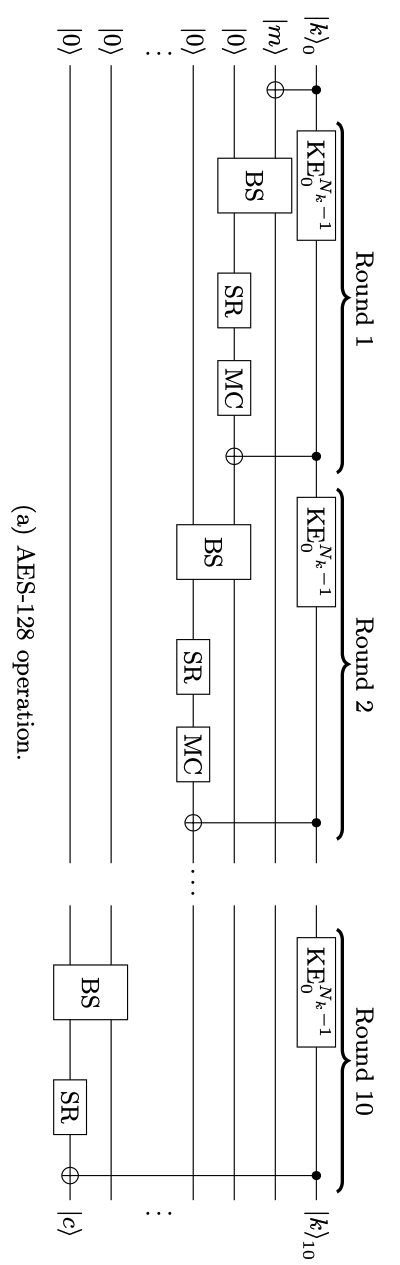 Round 1 Round 2 Round 10
|k⟩₀ KE₀^{N_k−1} KE₀^{N_k−1} KE₀^{N_k−1} |k⟩₁₀
|m⟩
BS
|0⟩ SR MC
BS
|0⟩ SR MC ⋯
⋮ ⋮
|0⟩
BS
|0⟩ SR |c⟩
(a) AES-128 operation.